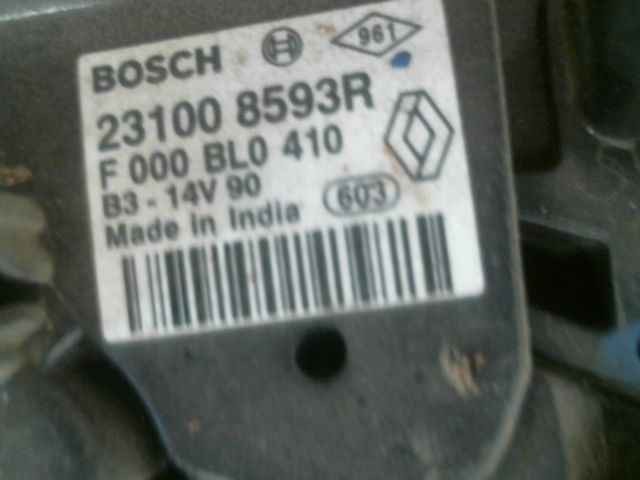 BOSCH 961
23100 8593R
F 000 BL0 410
B3 - 14V 90
603
Made in India